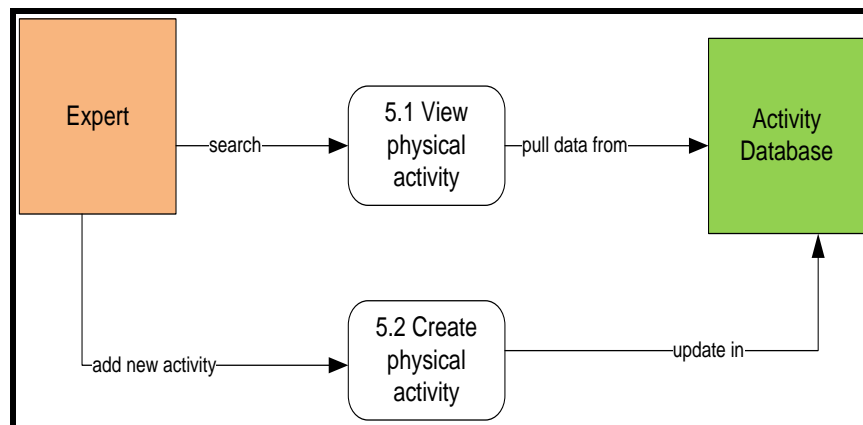 Expert
search
5.1 View
physical
activity
pull data from
Activity
Database
add new activity
5.2 Create
physical
activity
update in